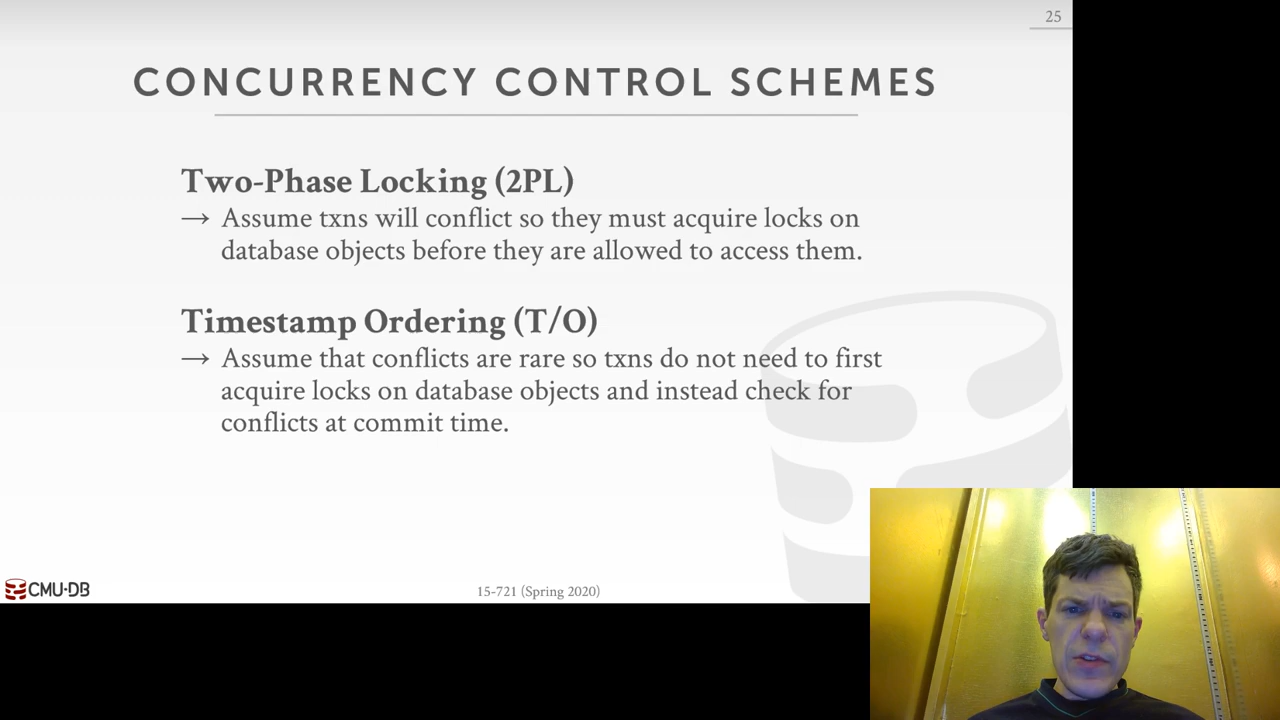 25
CONCURRENCY CONTROL SCHEMES
Two-Phase Locking (2PL)
→ Assume txns will conflict so they must acquire locks on
database objects before they are allowed to access them.
Timestamp Ordering (T/O)
→ Assume that conflicts are rare so txns do not need to first
acquire locks on database objects and instead check for
conflicts at commit time.
CMU·DB
15-721 (Spring 2020)